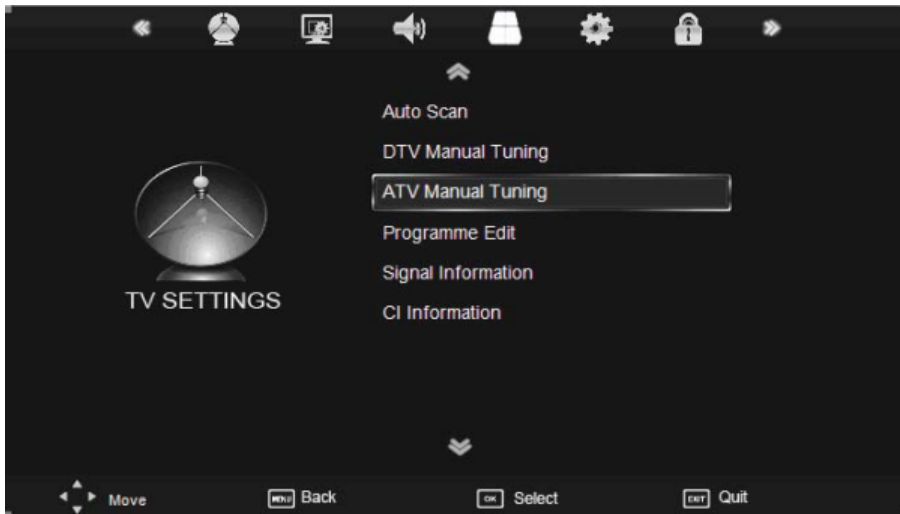 Auto Scan
DTV Manual Tuning
ATV Manual Tuning
Programme Edit
Signal Information
CI Information
TV SETTINGS
Move MENU Back OK Select EXIT Quit